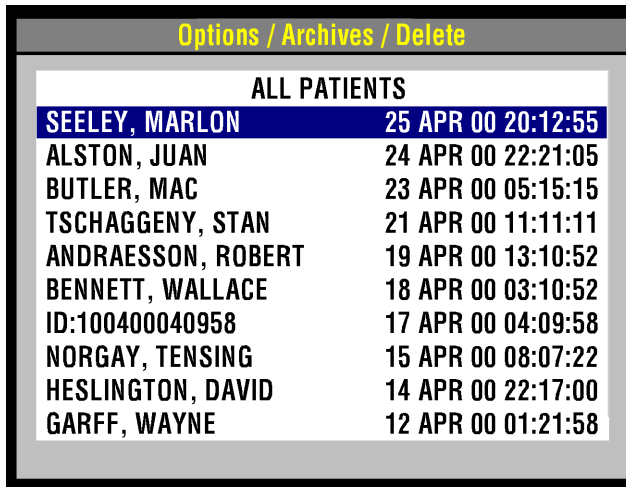 Options / Archives / Delete
ALL PATIENTS
SEELEY, MARLON 25 APR 00 20:12:55
ALSTON, JUAN 24 APR 00 22:21:05
BUTLER, MAC 23 APR 00 05:15:15
TSCHAGGENY, STAN 21 APR 00 11:11:11
ANDRAESSON, ROBERT 19 APR 00 13:10:52
BENNETT, WALLACE 18 APR 00 03:10:52
ID:100400040958 17 APR 00 04:09:58
NORGAY, TENSING 15 APR 00 08:07:22
HESLINGTON, DAVID 14 APR 00 22:17:00
GARFF, WAYNE 12 APR 00 01:21:58